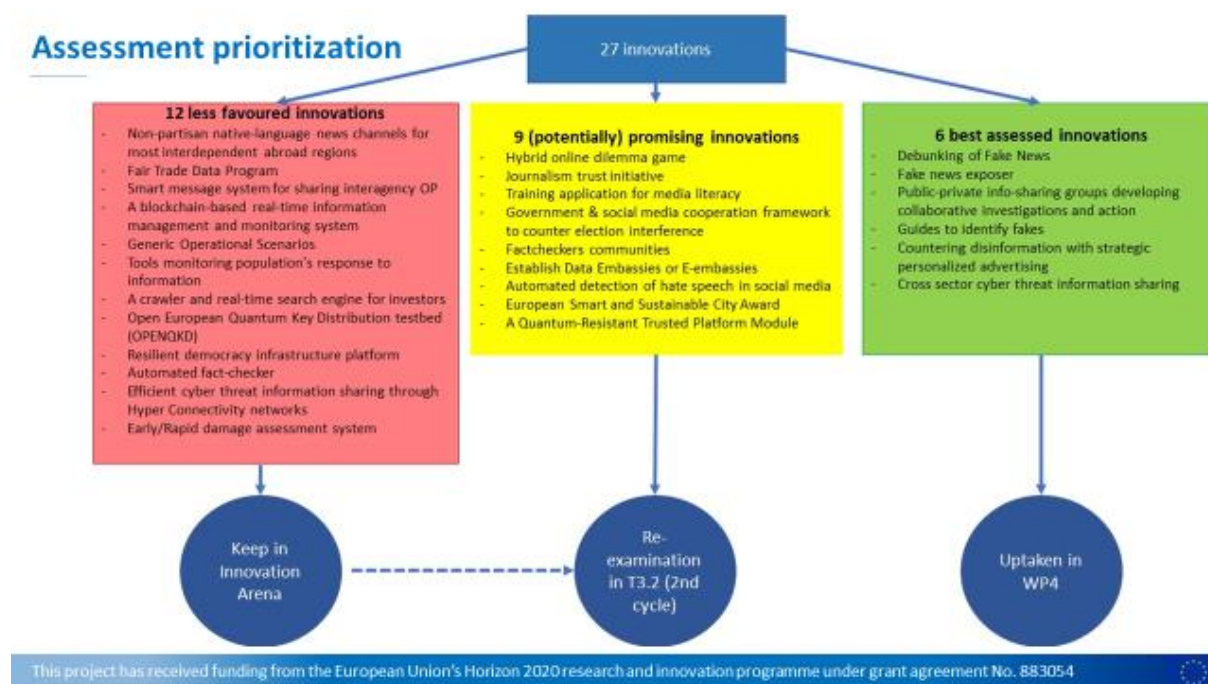 Assessment prioritization
27 innovations
12 less favoured innovations
- Non-partisan native-language news channels for
most interdependent abroad regions
- Fair Trade Data Program
- Smart message system for sharing interagency OP
- A blockchain-based real-time information
management and monitoring system
- Generic Operational Scenarios
- Tools monitoring population's response to
information
- A crawler and real-time search engine for investors
- Open European Quantum Key Distribution testbed
(OPENQKD)
- Resilient democracy infrastructure platform
- Automated fact-checker
- Efficient cyber threat information sharing through
Hyper Connectivity networks
- Early/Rapid damage assessment system
9 (potentially) promising innovations
- Hybrid online dilemma game
- Journalism trust initiative
- Training application for media literacy
- Government & social media cooperation framework
to counter election interference
- Factcheckers communities
- Establish Data Embassies or E-embassies
- Automated detection of hate speech in social media
- European Smart and Sustainable City Award
- A Quantum-Resistant Trusted Platform Module
6 best assessed innovations
- Debunking of Fake News
- Fake news exposer
- Public-private info-sharing groups developing
collaborative investigations and action
- Guides to identify fakes
- Countering disinformation with strategic
personalized advertising
- Cross sector cyber threat information sharing
Keep in
Innovation
Arena
Re-
examination
in T3.2 (2nd
cycle)
Uptaken in
WP4
This project has received funding from the European Union's Horizon 2020 research and innovation programme under grant agreement No. 883054